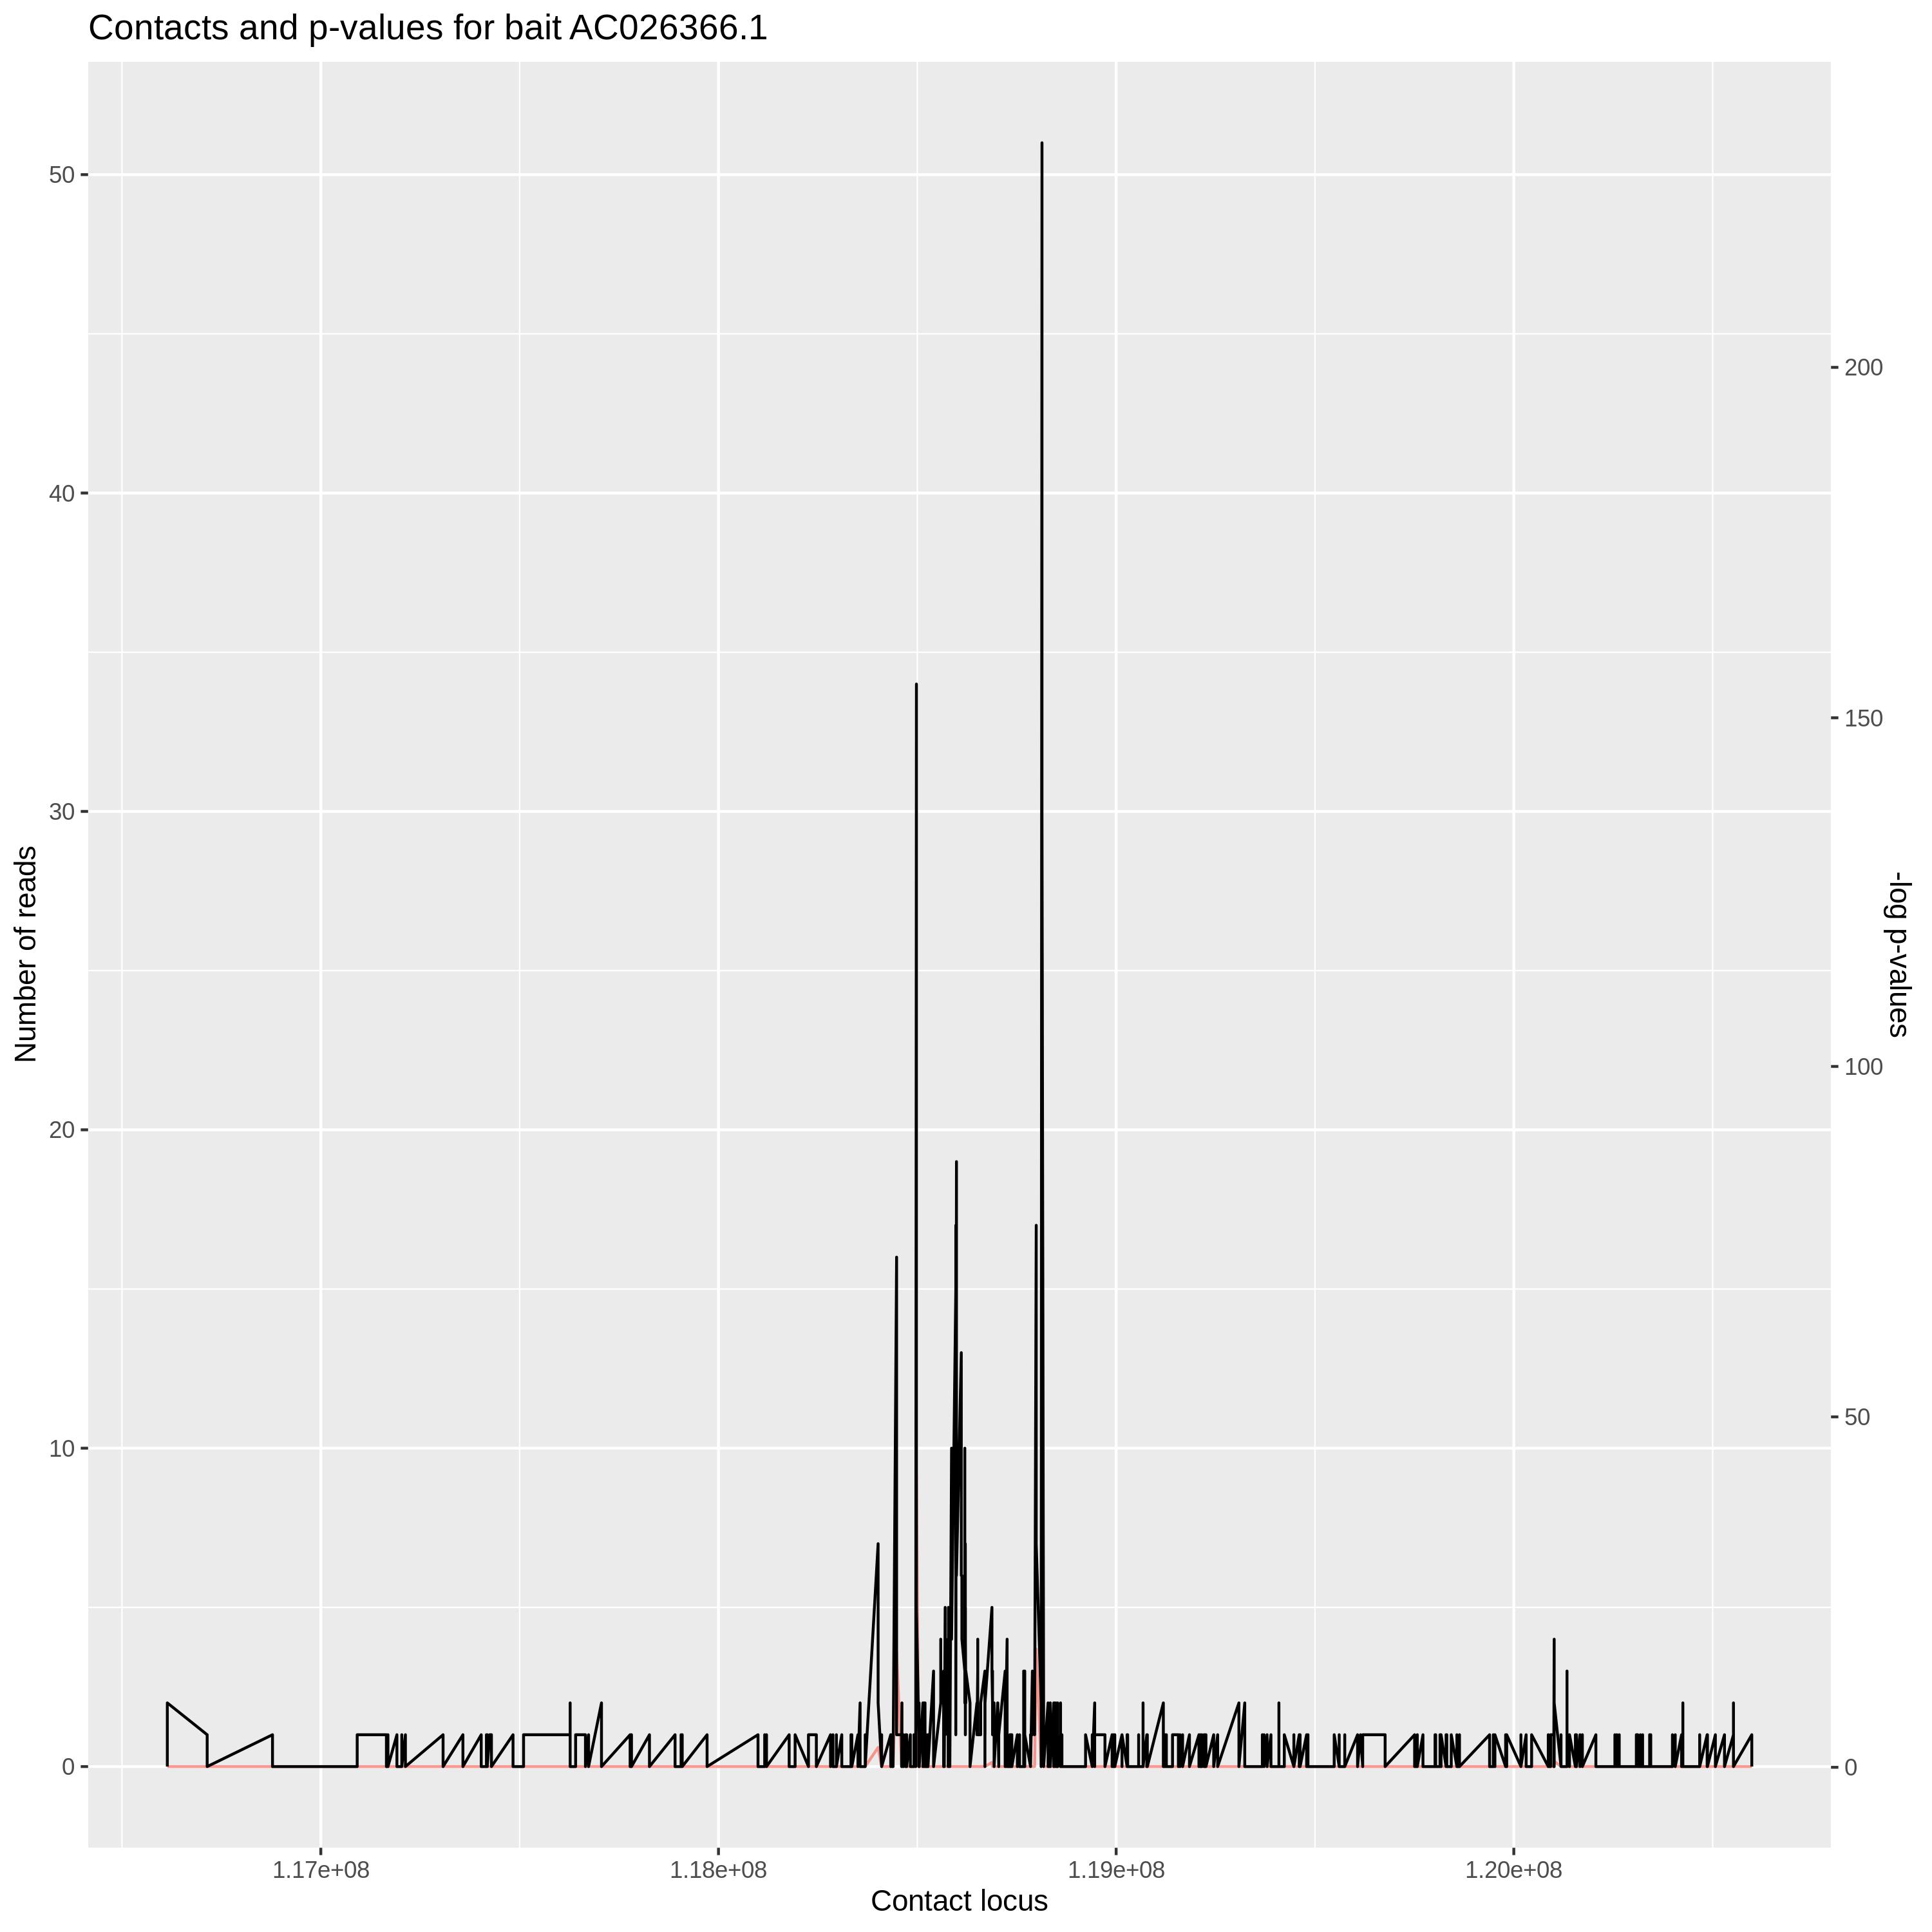 Contacts and p-values for bait AC026366.1
50
40
30
20
10
0
Number of reads
200
150
100
50
0
-log p-values
1.17e+08
1.18e+08
1.19e+08
1.20e+08
Contact locus